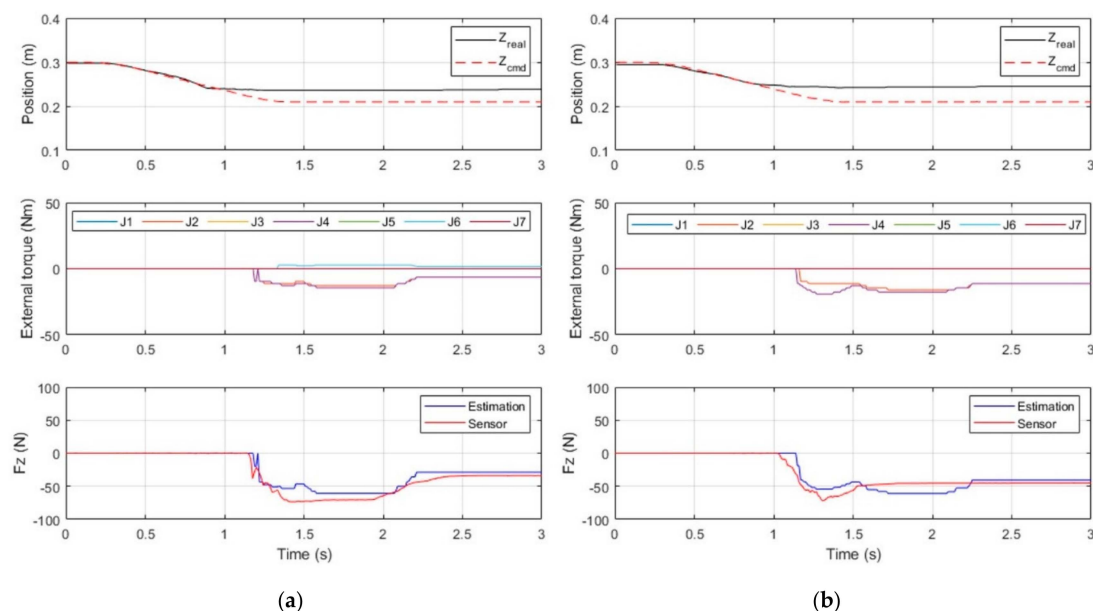 0.4
0.3
0.2
0.1
Position (m)
Z_real
Z_cmd
0 0.5 1 1.5 2 2.5 3
50
0
-50
External torque (Nm)
J1 J2 J3 J4 J5 J6 J7
0 0.5 1 1.5 2 2.5 3
100
50
0
-50
-100
Fz (N)
Estimation
Sensor
0 0.5 1 1.5 2 2.5 3
Time (s)
(a)
0.4
0.3
0.2
0.1
Position (m)
Z_real
Z_cmd
0 0.5 1 1.5 2 2.5 3
50
0
-50
External torque (Nm)
J1 J2 J3 J4 J5 J6 J7
0 0.5 1 1.5 2 2.5 3
100
50
0
-50
-100
Fz (N)
Estimation
Sensor
0 0.5 1 1.5 2 2.5 3
Time (s)
(b)